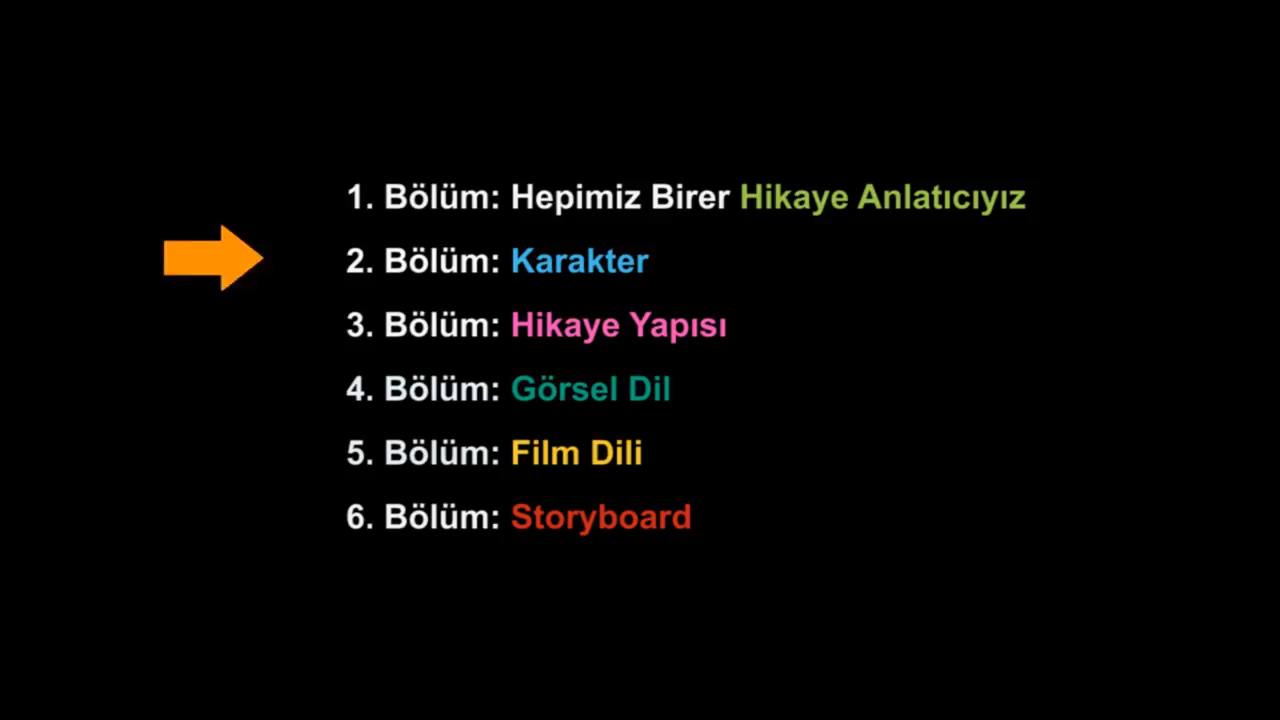 1. Bölüm: Hepimiz Birer Hikaye Anlatıcıyız
2. Bölüm: Karakter
3. Bölüm: Hikaye Yapısı
4. Bölüm: Görsel Dil
5. Bölüm: Film Dili
6. Bölüm: Storyboard